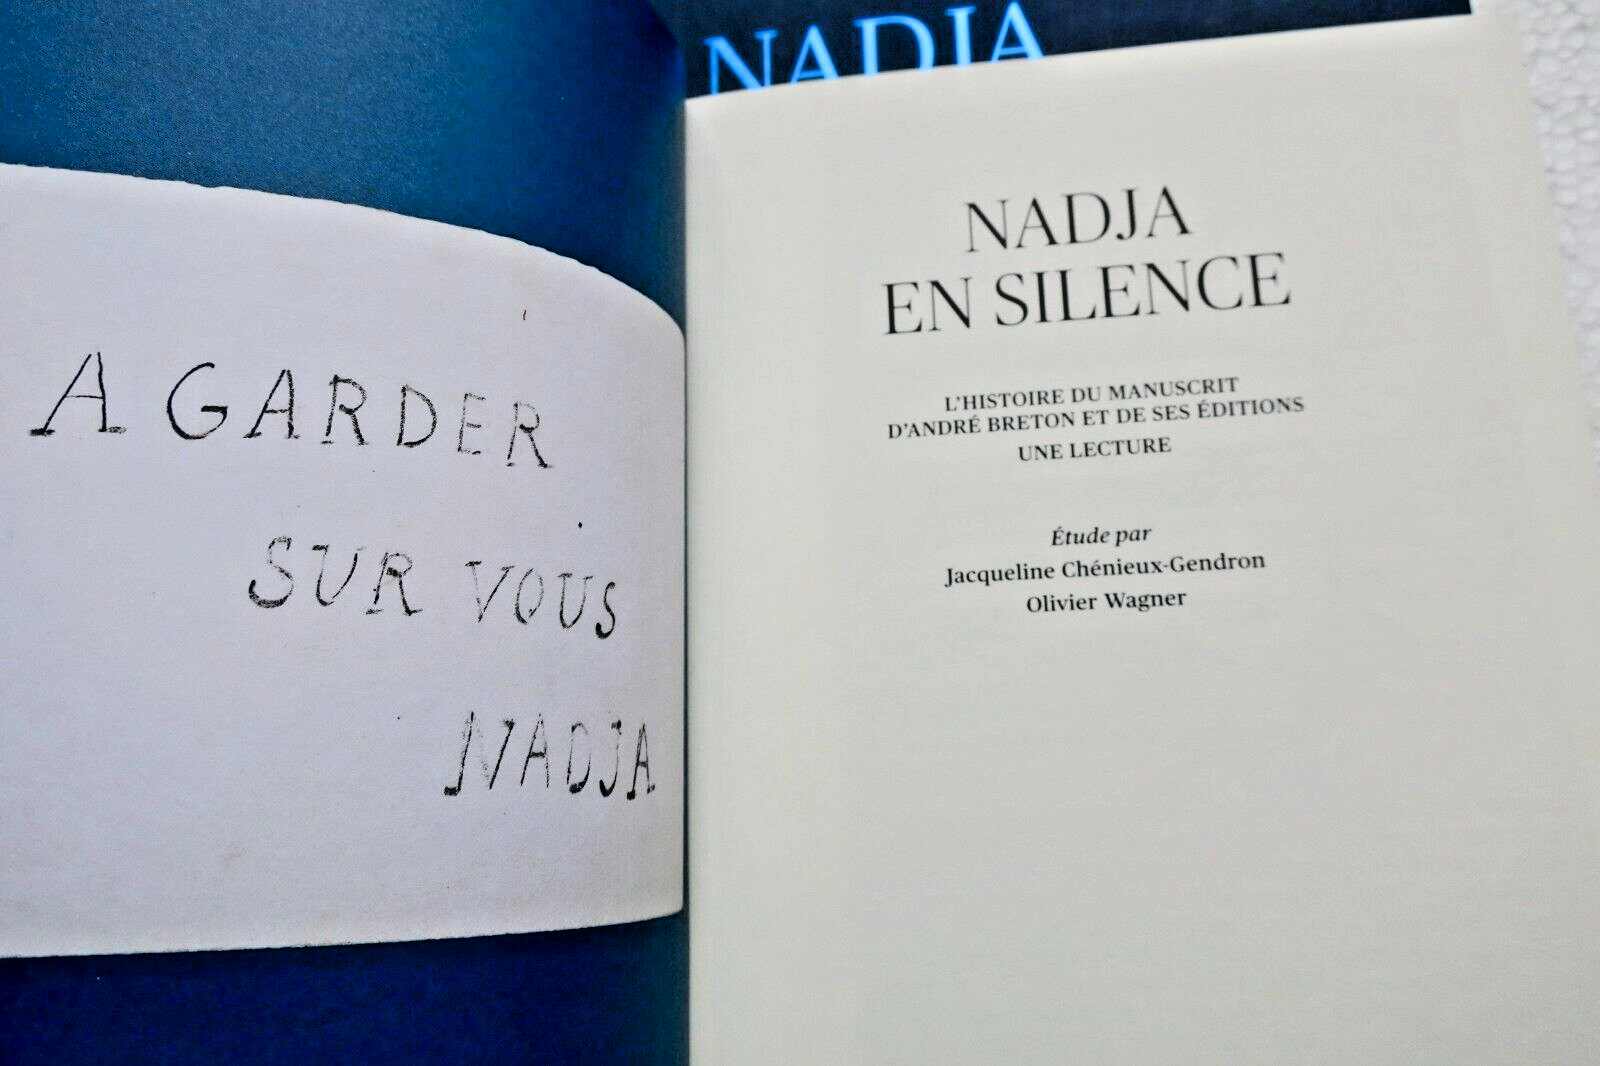 A GARDER
SUR VOUS
NADJA
NADJA
NADJA
EN SILENCE
L'HISTOIRE DU MANUSCRIT
D'ANDRÉ BRETON ET DE SES ÉDITIONS
UNE LECTURE
Étude par
Jacqueline Chénieux-Gendron
Olivier Wagner